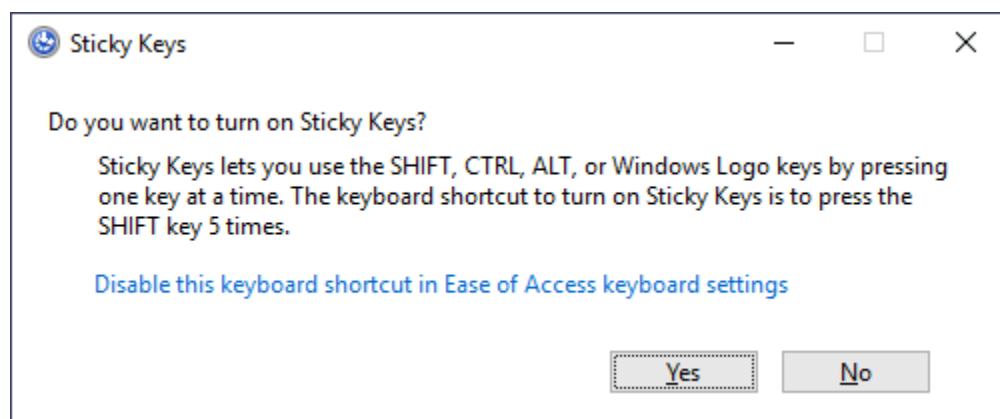 Sticky Keys
Do you want to turn on Sticky Keys?
Sticky Keys lets you use the SHIFT, CTRL, ALT, or Windows Logo keys by pressing
one key at a time. The keyboard shortcut to turn on Sticky Keys is to press the
SHIFT key 5 times.
Disable this keyboard shortcut in Ease of Access keyboard settings
Yes No